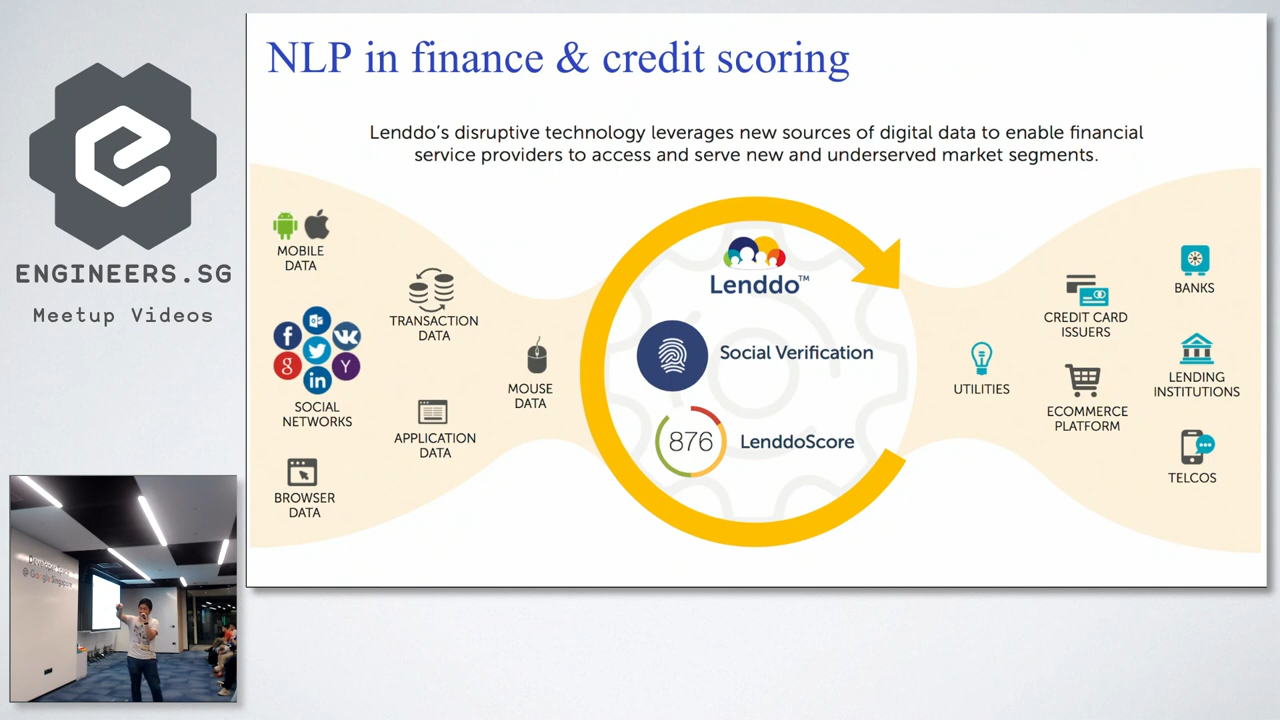 ENGINEERS.SG
Meetup Videos
NLP in finance & credit scoring
Lenddo's disruptive technology leverages new sources of digital data to enable financial
service providers to access and serve new and underserved market segments.
MOBILE
DATA
SOCIAL
NETWORKS
BROWSER
DATA
TRANSACTION
DATA
APPLICATION
DATA
MOUSE
DATA
Lenddo™
Social Verification
876
LenddoScore
UTILITIES
CREDIT CARD
ISSUERS
ECOMMERCE
PLATFORM
BANKS
LENDING
INSTITUTIONS
TELCOS
@ Google Singapore